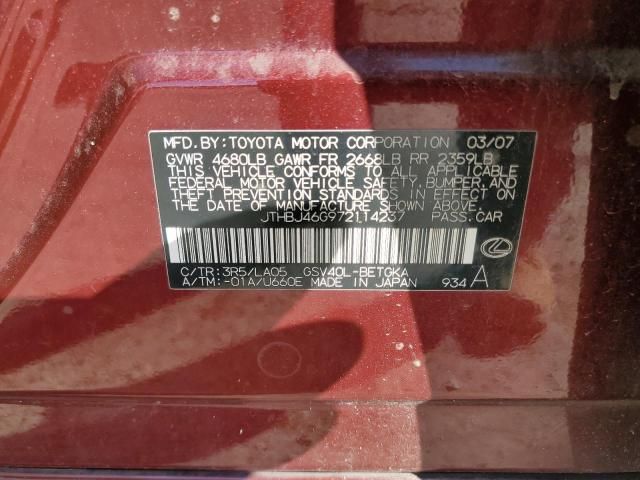 MFD. BY: TOYOTA MOTOR CORPORATION 03/07
GVWR 4680LB GAWR FR 2668LB RR 2359LB
THIS VEHICLE CONFORMS TO ALL APPLICABLE
FEDERAL MOTOR VEHICLE SAFETY, BUMPER, AND
THEFT PREVENTION STANDARDS IN EFFECT ON
THE DATE OF MANUFACTURE SHOWN ABOVE.
JTHBJ46G972114237 PASS. CAR
C/TR: 3R5/LA05 GSV40L-BETGKA
A/TM: -01A/U660E MADE IN JAPAN 934 A